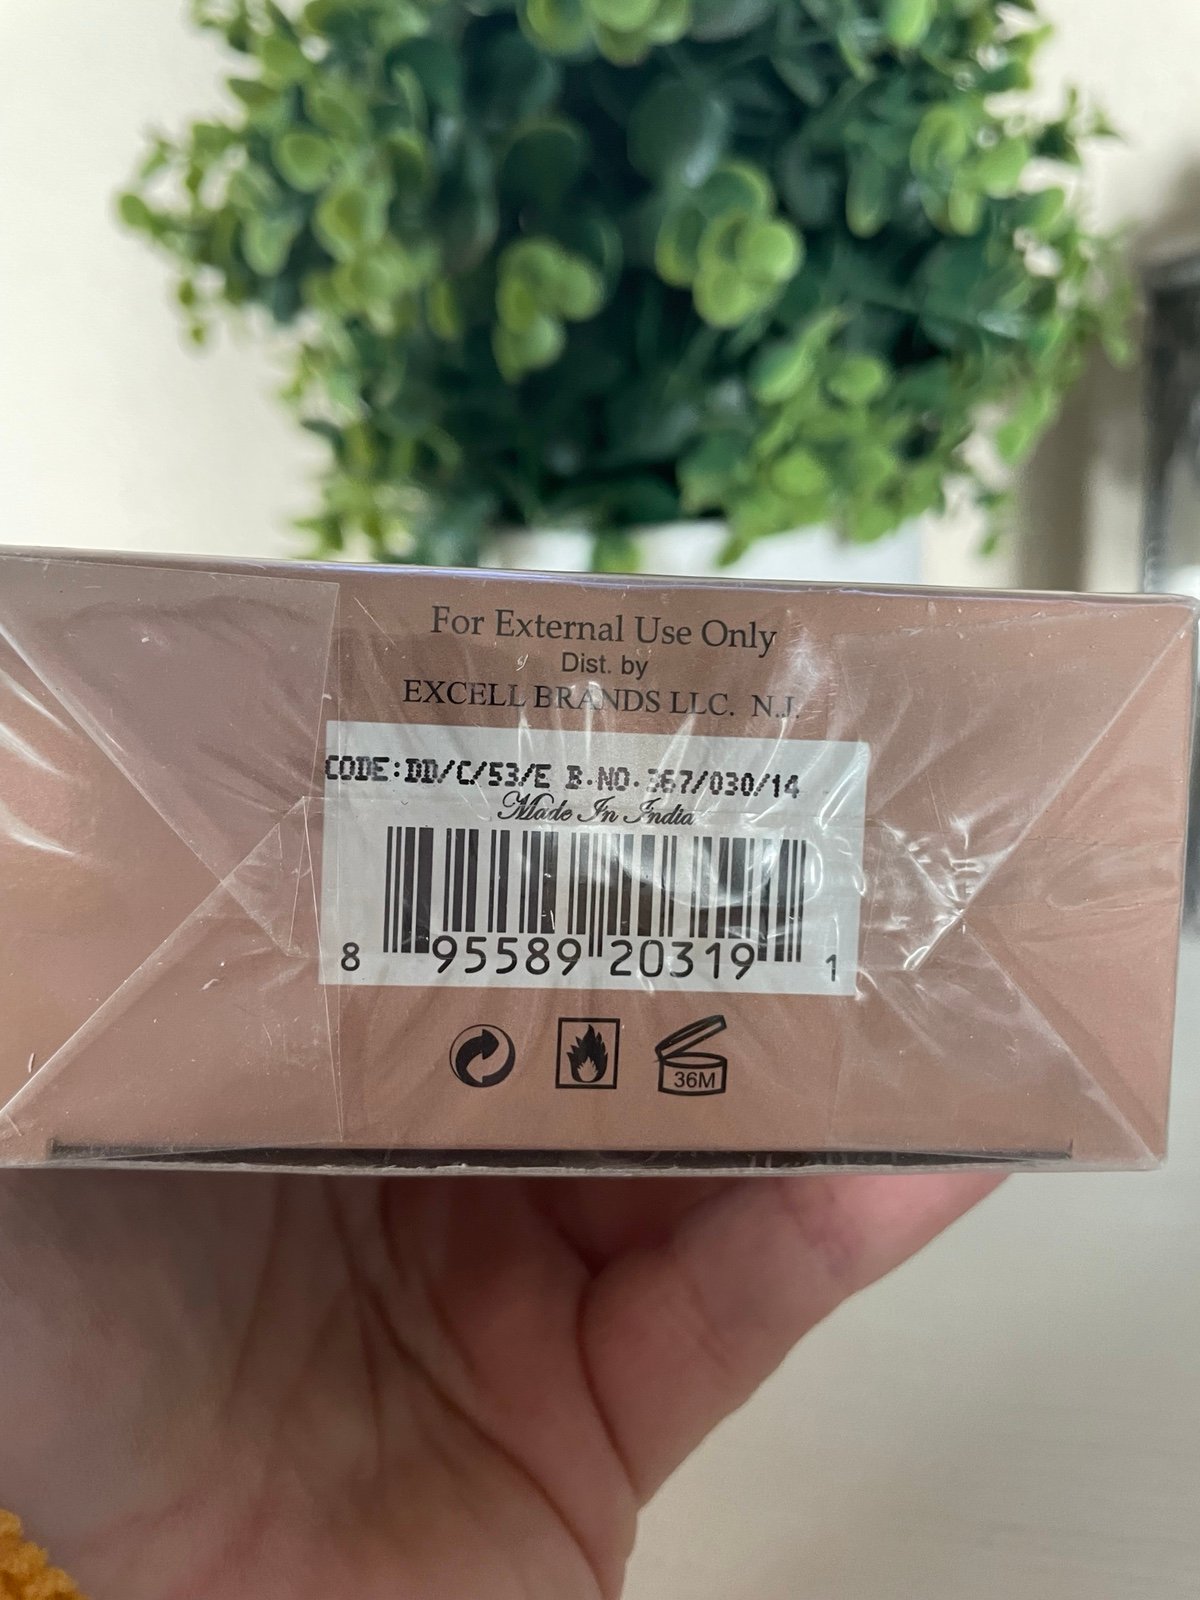 For External Use Only
Dist. by
EXCELL BRANDS LLC. N.J.
CODE:DD/C/53/E B.NO.367/030/14
Made In India
8 95589 20319 1
36M